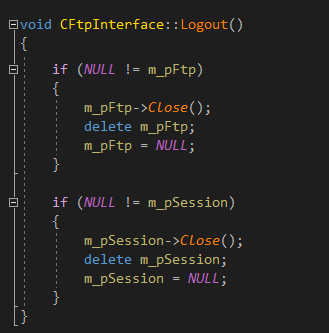 void CFtpInterface::Logout()
{
if (NULL != m_pFtp)
{
m_pFtp->Close();
delete m_pFtp;
m_pFtp = NULL;
}
if (NULL != m_pSession)
{
m_pSession->Close();
delete m_pSession;
m_pSession = NULL;
}
}